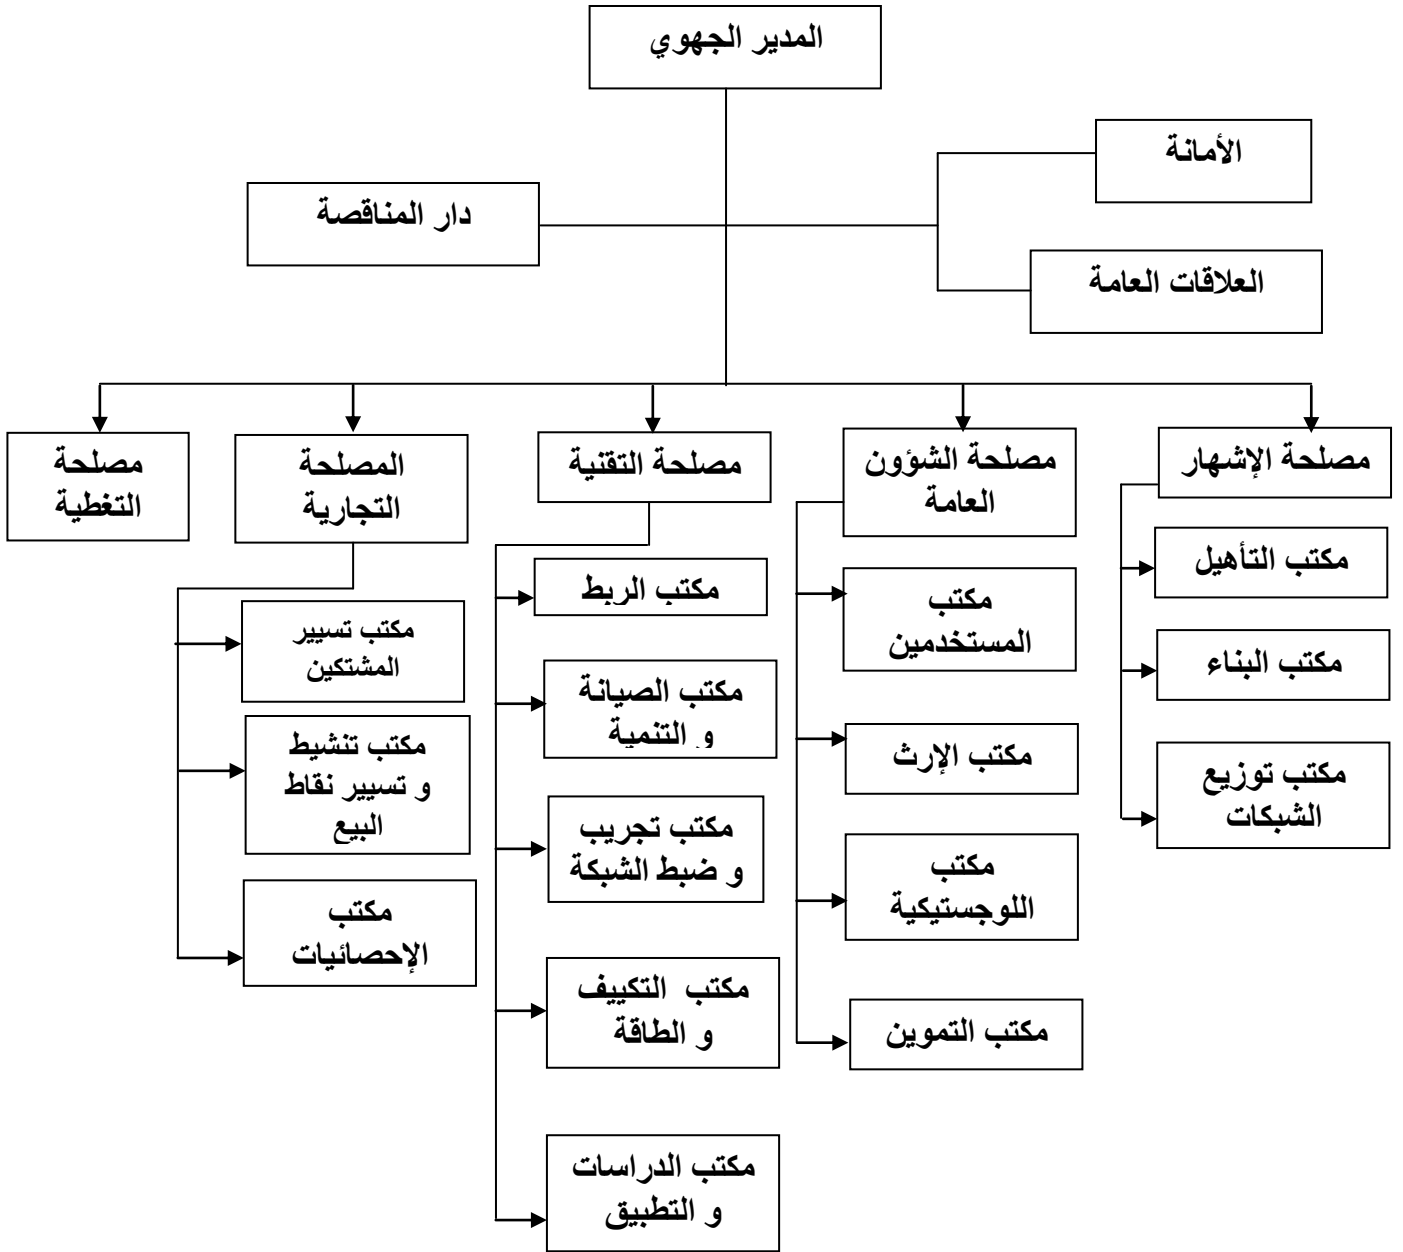 المدير الجهوي
الأمانة
دار المناقصة
العلاقات العامة
مصلحة الإشهار
مصلحة الشؤون
العامة
مصلحة التقنية
المصلحة
التجارية
مصلحة
التغطية
مكتب التأهيل
مكتب البناء
مكتب توزيع
الشبكات
مكتب
المستخدمين
مكتب الإرث
مكتب
اللوجستيكية
مكتب التموين
مكتب الربط
مكتب الصيانة
و التنمية
مكتب تجريب
و ضبط الشبكة
مكتب التكييف
و الطاقة
مكتب الدراسات
و التطبيق
مكتب تسيير
المشتكين
مكتب تنشيط
و تسيير نقاط
البيع
مكتب
الإحصائيات